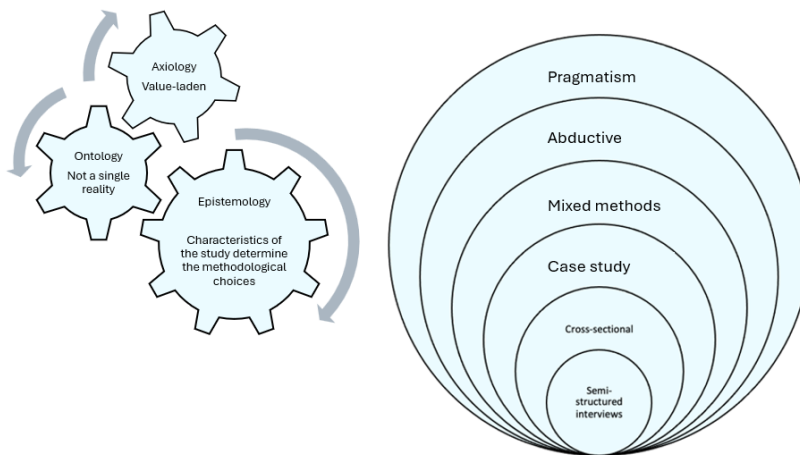 Axiology
Value-laden
Ontology
Not a single
reality
Epistemology
Characteristics of
the study determine
the methodological
choices
Pragmatism
Abductive
Mixed methods
Case study
Cross-sectional
Semi-
structured
interviews